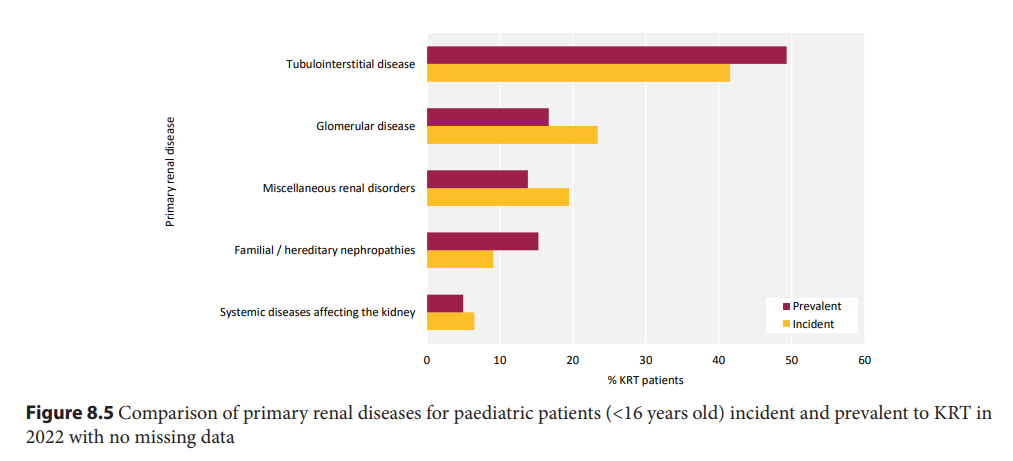 Primary renal disease
Tubulointerstitial disease
Glomerular disease
Miscellaneous renal disorders
Familial / hereditary nephropathies
Systemic diseases affecting the kidney
Prevalent
Incident
0 10 20 30 40 50 60
% KRT patients
Figure 8.5 Comparison of primary renal diseases for paediatric patients (<16 years old) incident and prevalent to KRT in
2022 with no missing data